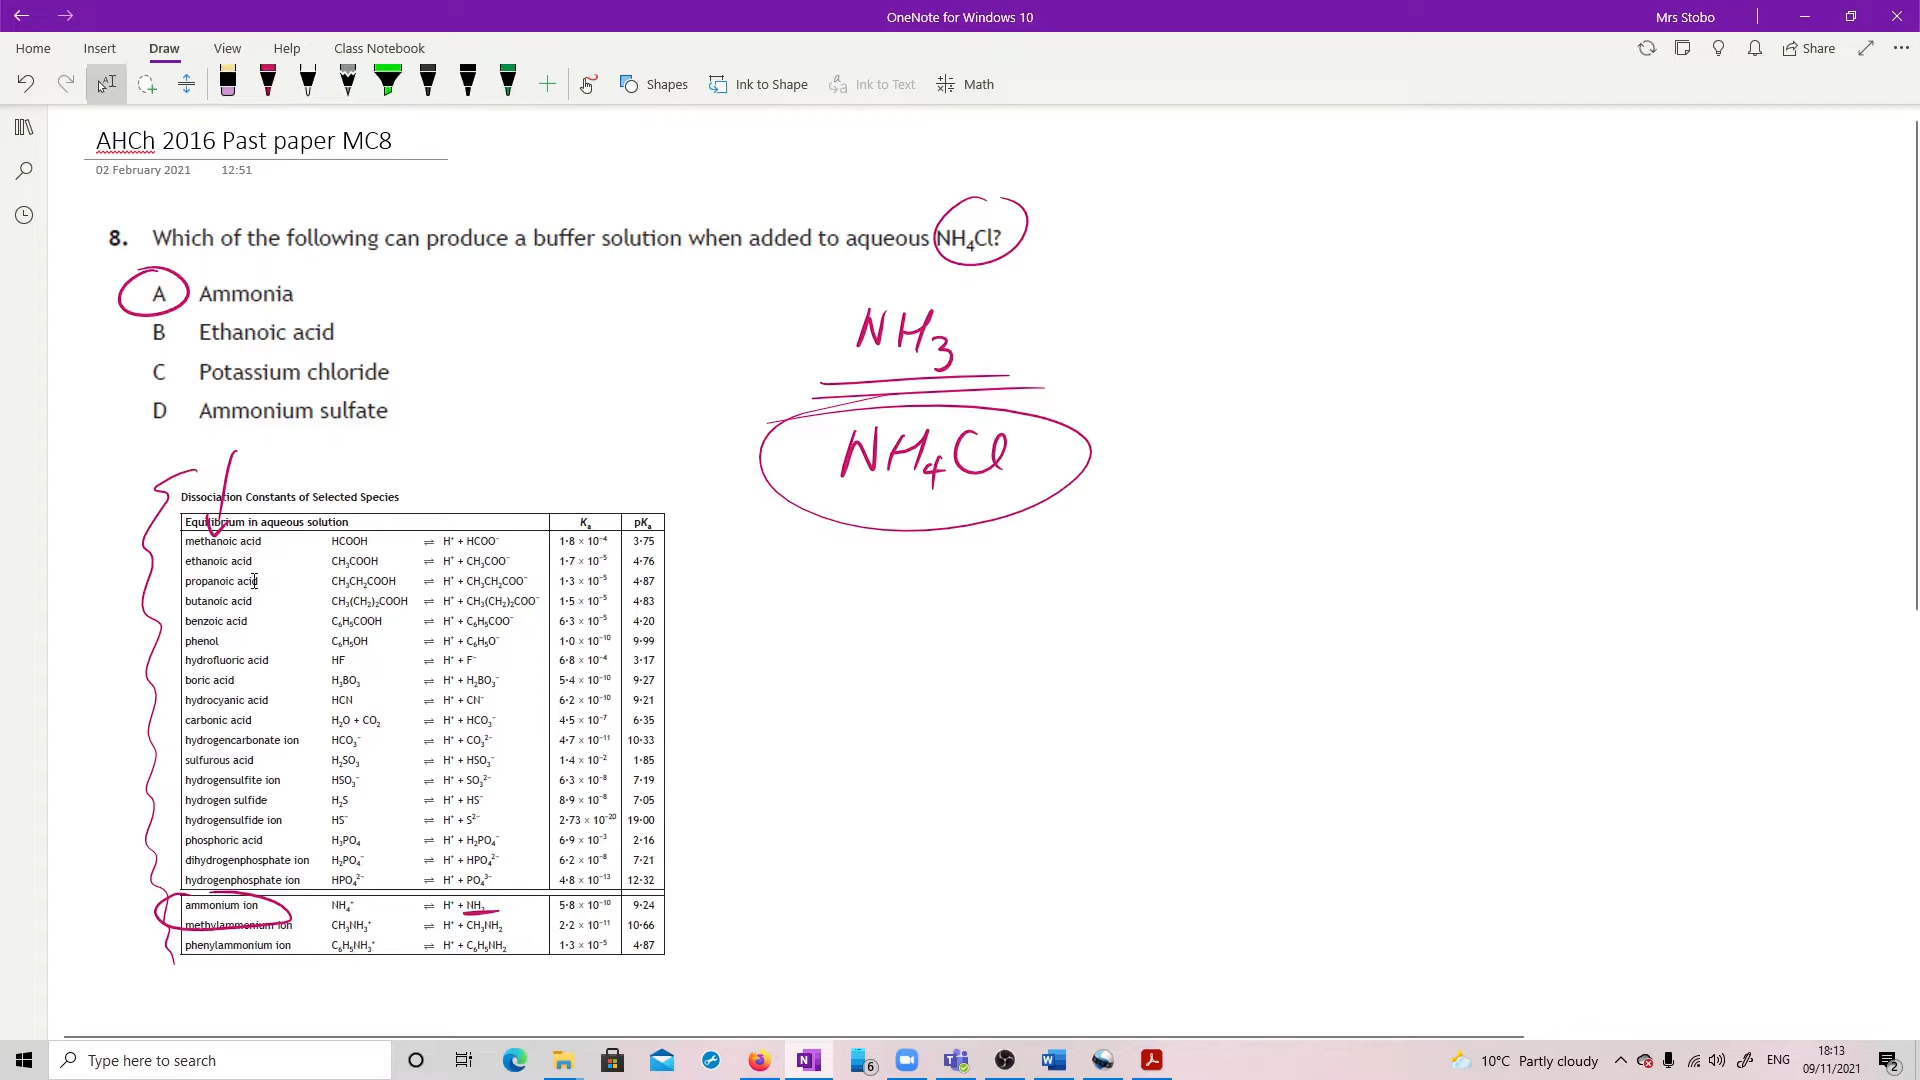 OneNote for Windows 10
Mrs Stobo
Home Insert Draw View Help Class Notebook
Share
Shapes Ink to Shape Ink to Text Math
AHCh 2016 Past paper MC8
02 February 2021 12:51
8. Which of the following can produce a buffer solution when added to aqueous NH₄Cl?
A Ammonia
B Ethanoic acid
C Potassium chloride
D Ammonium sulfate
NH₃
NH₄Cl
Dissociation Constants of Selected Species
Equilibrium in aqueous solution Kₐ pKₐ
methanoic acid HCOOH ⇌ H⁺ + HCOO⁻ 1·8 × 10⁻⁴ 3·75
ethanoic acid CH₃COOH ⇌ H⁺ + CH₃COO⁻ 1·7 × 10⁻⁵ 4·76
propanoic acid CH₃CH₂COOH ⇌ H⁺ + CH₃CH₂COO⁻ 1·3 × 10⁻⁵ 4·87
butanoic acid CH₃(CH₂)₂COOH ⇌ H⁺ + CH₃(CH₂)₂COO⁻ 1·5 × 10⁻⁵ 4·83
benzoic acid C₆H₅COOH ⇌ H⁺ + C₆H₅COO⁻ 6·3 × 10⁻⁵ 4·20
phenol C₆H₅OH ⇌ H⁺ + C₆H₅O⁻ 1·0 × 10⁻¹⁰ 9·99
hydrofluoric acid HF ⇌ H⁺ + F⁻ 6·8 × 10⁻⁴ 3·17
boric acid H₃BO₃ ⇌ H⁺ + H₂BO₃⁻ 5·4 × 10⁻¹⁰ 9·27
hydrocyanic acid HCN ⇌ H⁺ + CN⁻ 6·2 × 10⁻¹⁰ 9·21
carbonic acid H₂O + CO₂ ⇌ H⁺ + HCO₃⁻ 4·5 × 10⁻⁷ 6·35
hydrogencarbonate ion HCO₃⁻ ⇌ H⁺ + CO₃²⁻ 4·7 × 10⁻¹¹ 10·33
sulfurous acid H₂SO₃ ⇌ H⁺ + HSO₃⁻ 1·4 × 10⁻² 1·85
hydrogensulfite ion HSO₃⁻ ⇌ H⁺ + SO₃²⁻ 6·3 × 10⁻⁸ 7·19
hydrogen sulfide H₂S ⇌ H⁺ + HS⁻ 8·9 × 10⁻⁸ 7·05
hydrogensulfide ion HS⁻ ⇌ H⁺ + S²⁻ 2·73 × 10⁻²⁰ 19·00
phosphoric acid H₃PO₄ ⇌ H⁺ + H₂PO₄⁻ 6·9 × 10⁻³ 2·16
dihydrogenphosphate ion H₂PO₄⁻ ⇌ H⁺ + HPO₄²⁻ 6·2 × 10⁻⁸ 7·21
hydrogenphosphate ion HPO₄²⁻ ⇌ H⁺ + PO₄³⁻ 4·8 × 10⁻¹³ 12·32
ammonium ion NH₄⁺ ⇌ H⁺ + NH₃ 5·8 × 10⁻¹⁰ 9·24
methylammonium ion CH₃NH₃⁺ ⇌ H⁺ + CH₃NH₂ 2·2 × 10⁻¹¹ 10·66
phenylammonium ion C₆H₅NH₃⁺ ⇌ H⁺ + C₆H₅NH₂ 1·3 × 10⁻⁵ 4·87
Type here to search
6
10°C Partly cloudy
ENG
18:13
09/11/2021
2